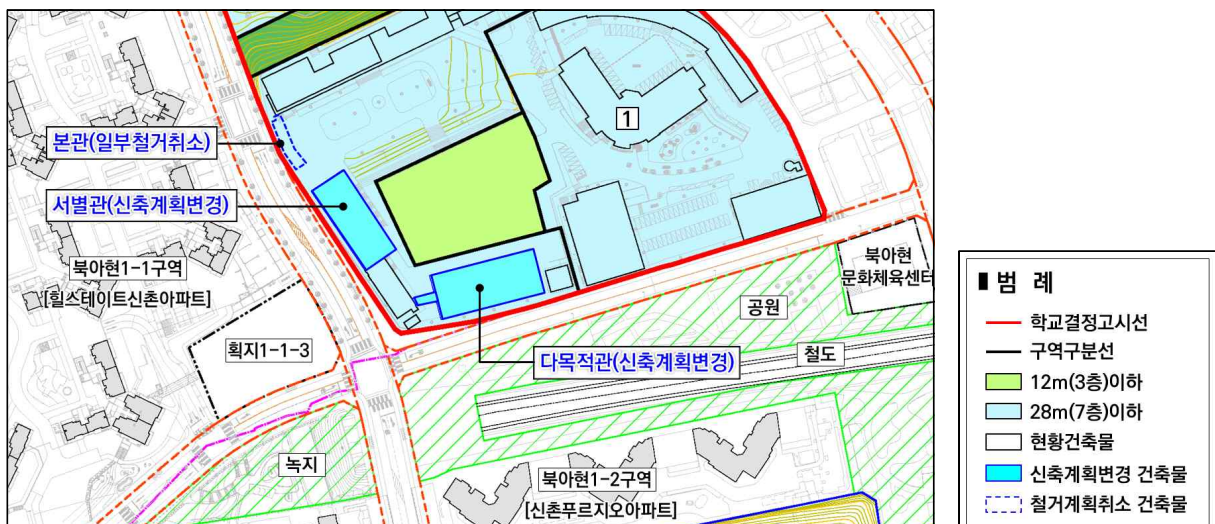 1
본관(일부철거취소)
서별관(신축계획변경)
북아현1-1구역
[힐스테이트신촌아파트]
획지1-1-3
북아현
문화체육센터
공원
철도
다목적관(신축계획변경)
녹지
북아현1-2구역
[신촌푸르지오아파트]
범 례
학교결정고시선
구역구분선
12m(3층)이하
28m(7층)이하
현황건축물
신축계획변경 건축물
철거계획취소 건축물